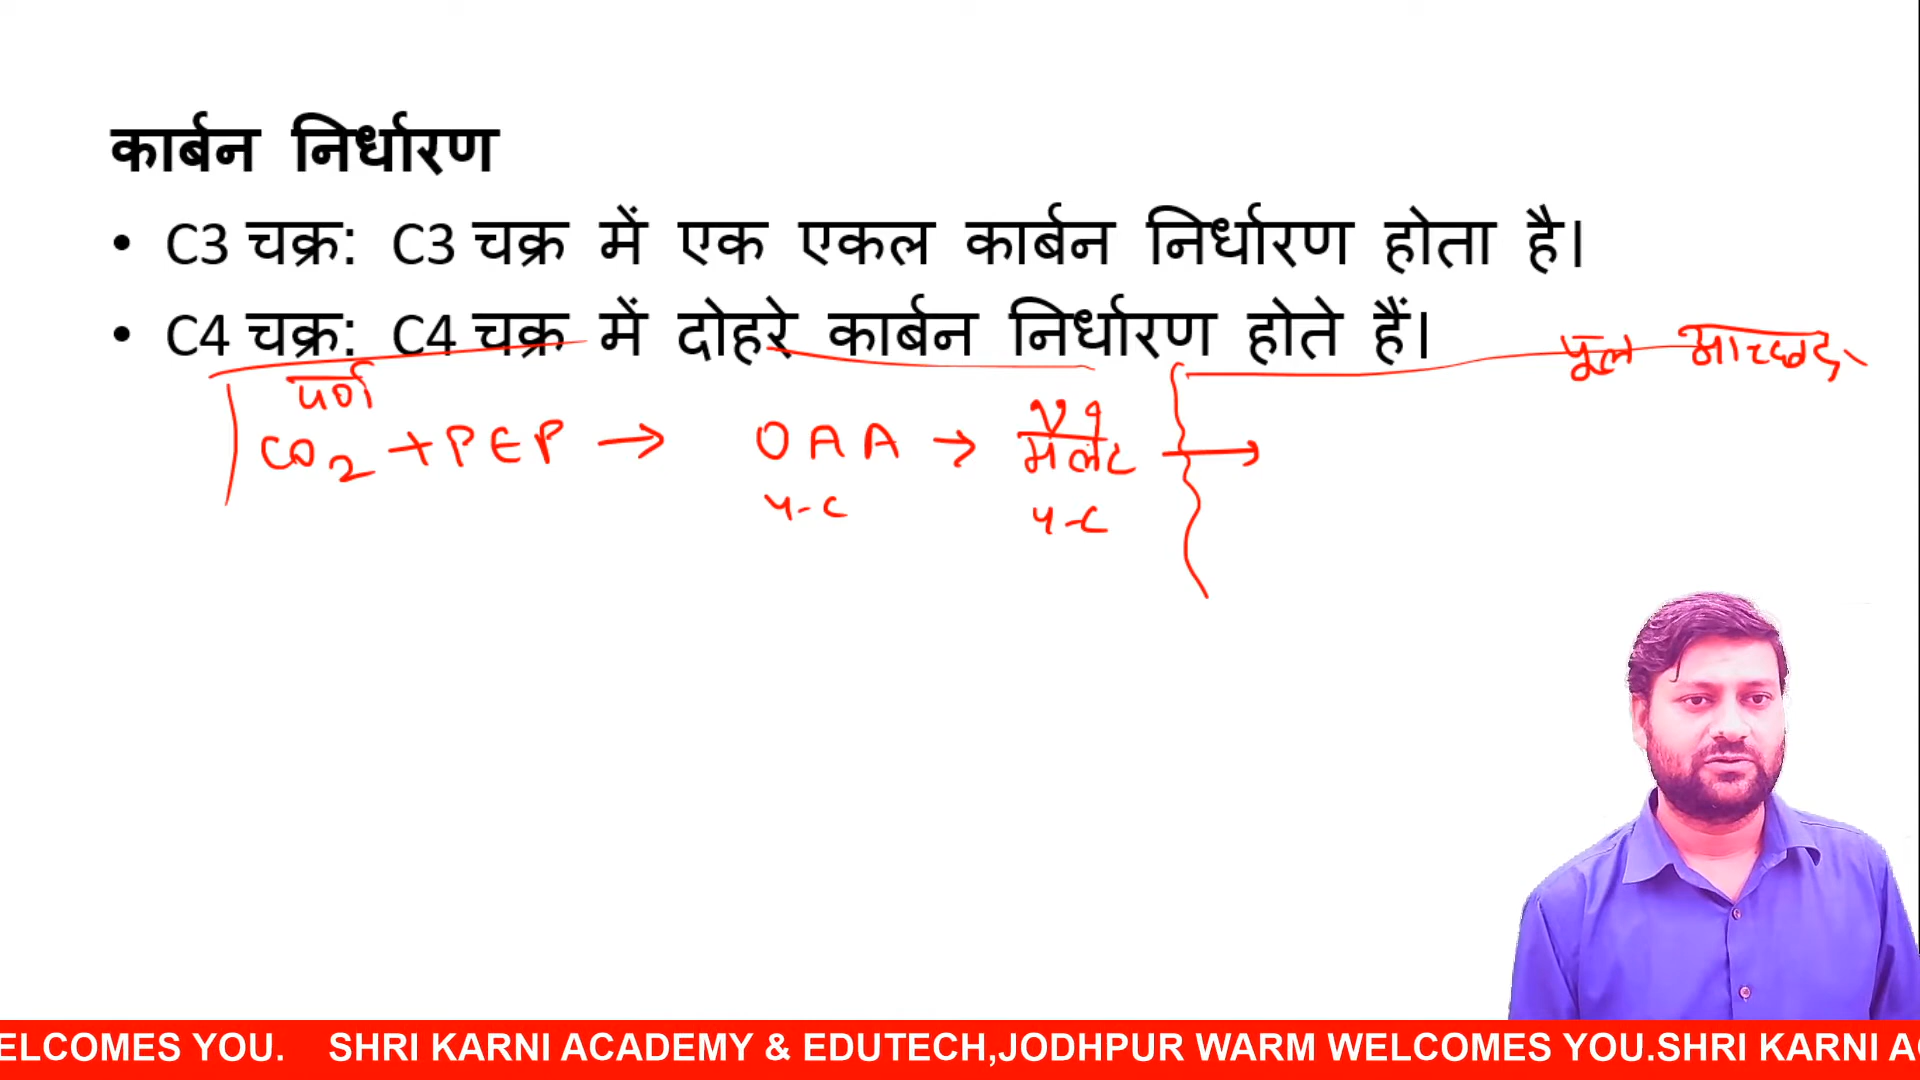 कार्बन निर्धारण
• C3 चक्र: C3 चक्र में एक एकल कार्बन निर्धारण होता है।
• C4 चक्र: C4 चक्र में दोहरे कार्बन निर्धारण होते हैं।
पूल
पर्ण
CO2 + PEP → OAA → मैलेट →
4-C 4-C
ELCOMES YOU. SHRI KARNI ACADEMY & EDUTECH,JODHPUR WARM WELCOMES YOU.SHRI KARNI A